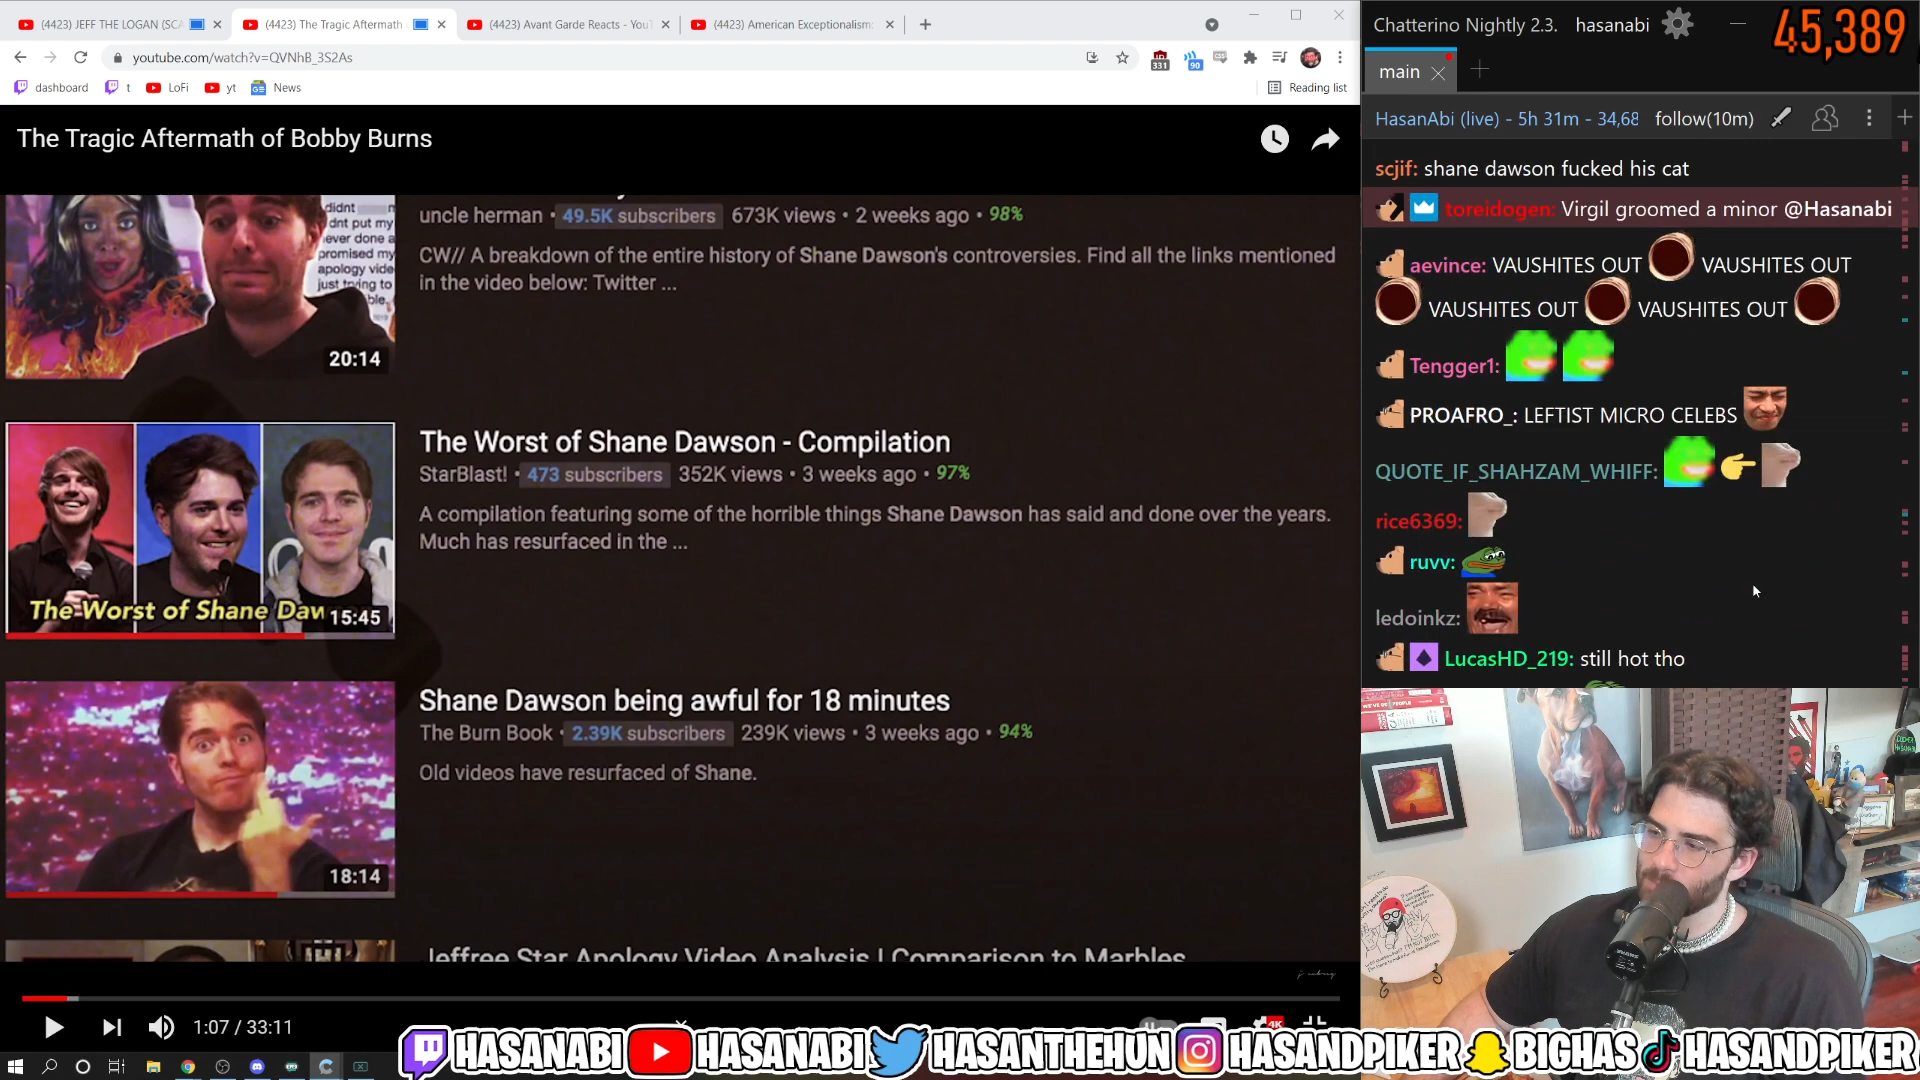 (4423) JEFF THE LOGAN (SCA
(4423) The Tragic Aftermath
(4423) Avant Garde Reacts - You
(4423) American Exceptionalism:
youtube.com/watch?v=QVNhB_3S2As
331
90
dashboard
t
LoFi
yt
News
Reading list
The Tragic Aftermath of Bobby Burns
uncle herman • 49.5K subscribers 673K views • 2 weeks ago • 98%
CW// A breakdown of the entire history of Shane Dawson's controversies. Find all the links mentioned
in the video below: Twitter ...
20:14
The Worst of Shane Dawson - Compilation
StarBlast! • 473 subscribers 352K views • 3 weeks ago • 97%
A compilation featuring some of the horrible things Shane Dawson has said and done over the years.
Much has resurfaced in the ...
The Worst of Shane Daw
15:45
Shane Dawson being awful for 18 minutes
The Burn Book • 2.39K subscribers 239K views • 3 weeks ago • 94%
Old videos have resurfaced of Shane.
18:14
Jeffree Star Apology Video Analysis | Comparison to Marbles
1:07 / 33:11
Chatterino Nightly 2.3.
hasanabi
45,389
main
HasanAbi (live) - 5h 31m - 34,68
follow(10m)
scjif: shane dawson fucked his cat
toreidogen: Virgil groomed a minor @Hasanabi
aevince: VAUSHITES OUT VAUSHITES OUT
VAUSHITES OUT VAUSHITES OUT
Tengger1:
PROAFRO_: LEFTIST MICRO CELEBS
QUOTE_IF_SHAHZAM_WHIFF:
rice6369:
ruvv:
ledoinkz:
LucasHD_219: still hot tho
HASANABI HASANABI HASANTHEHUN HASANDPIKER BIGHAS HASANDPIKER